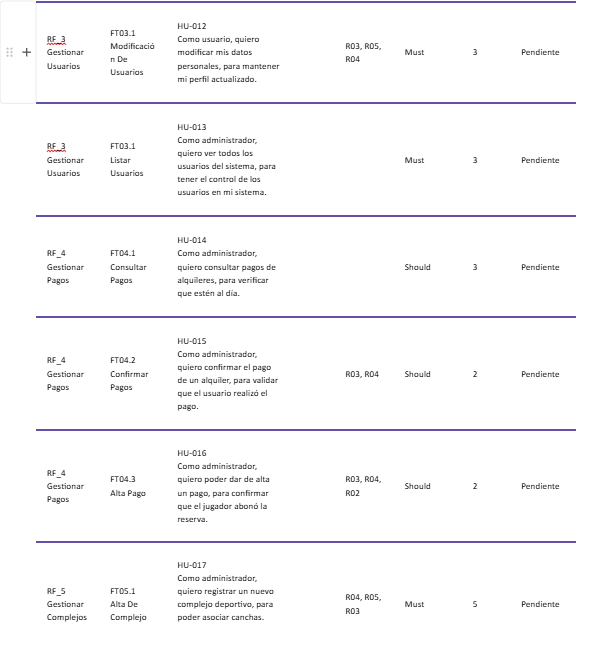 RF_3
Gestionar
Usuarios
FT03.1
Modificació
n De
Usuarios
HU-012
Como usuario, quiero
modificar mis datos
personales, para mantener
mi perfil actualizado.
R03, R05,
R04
Must
3
Pendiente
RF_3
Gestionar
Usuarios
FT03.1
Listar
Usuarios
HU-013
Como administrador,
quiero ver todos los
usuarios del sistema, para
tener el control de los
usuarios en mi sistema.
Must
3
Pendiente
RF_4
Gestionar
Pagos
FT04.1
Consultar
Pagos
HU-014
Como administrador,
quiero consultar pagos de
alquileres, para verificar
que estén al día.
Should
3
Pendiente
RF_4
Gestionar
Pagos
FT04.2
Confirmar
Pagos
HU-015
Como administrador,
quiero confirmar el pago
de un alquiler, para validar
que el usuario realizó el
pago.
R03, R04
Should
2
Pendiente
RF_4
Gestionar
Pagos
FT04.3
Alta Pago
HU-016
Como administrador,
quiero poder dar de alta
un pago, para confirmar
que el jugador abonó la
reserva.
R03, R04,
R02
Should
2
Pendiente
RF_5
Gestionar
Complejos
FT05.1
Alta De
Complejo
HU-017
Como administrador,
quiero registrar un nuevo
complejo deportivo, para
poder asociar canchas.
R04, R05,
R03
Must
5
Pendiente